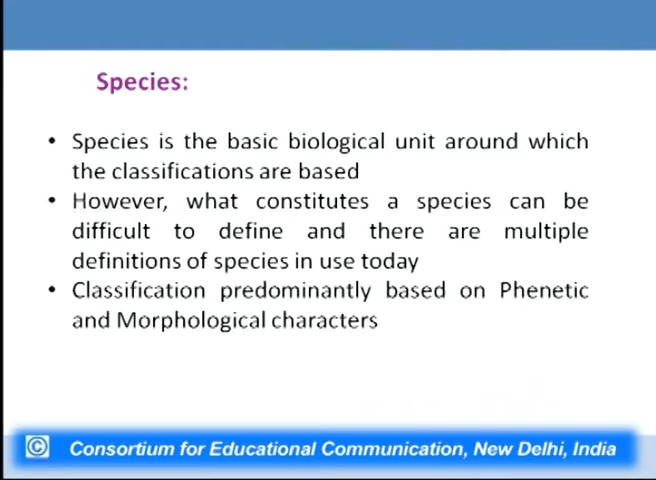 Species:
• Species is the basic biological unit around which
the classifications are based
• However, what constitutes a species can be
difficult to define and there are multiple
definitions of species in use today
• Classification predominantly based on Phenetic
and Morphological characters
© Consortium for Educational Communication, New Delhi, India